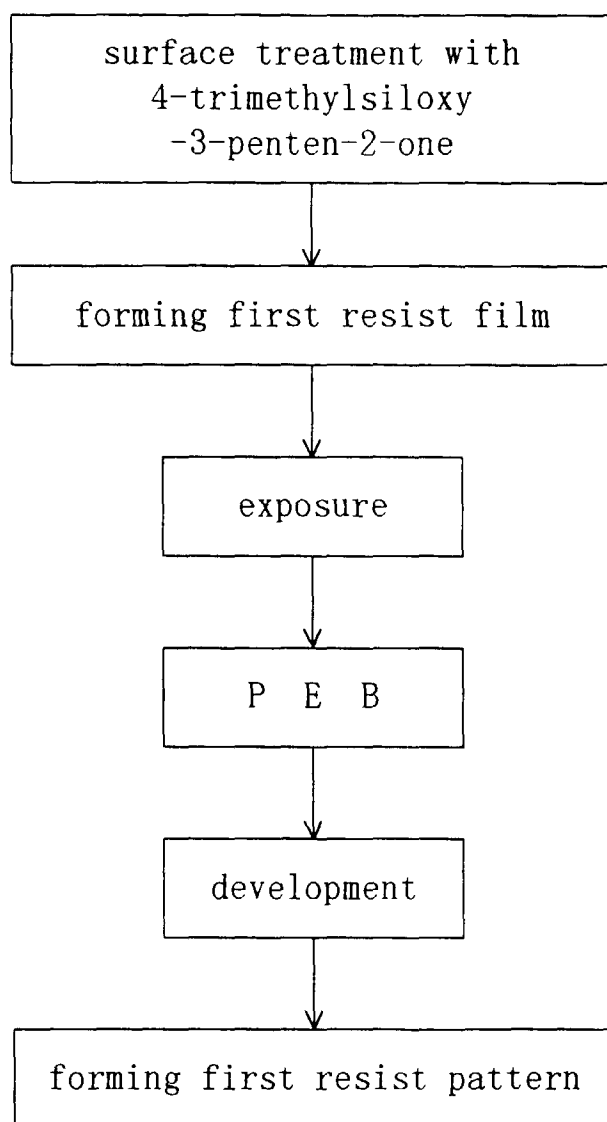 surface treatment with
4-trimethylsiloxy
-3-penten-2-one
forming first resist film
exposure
P E B
development
forming first resist pattern